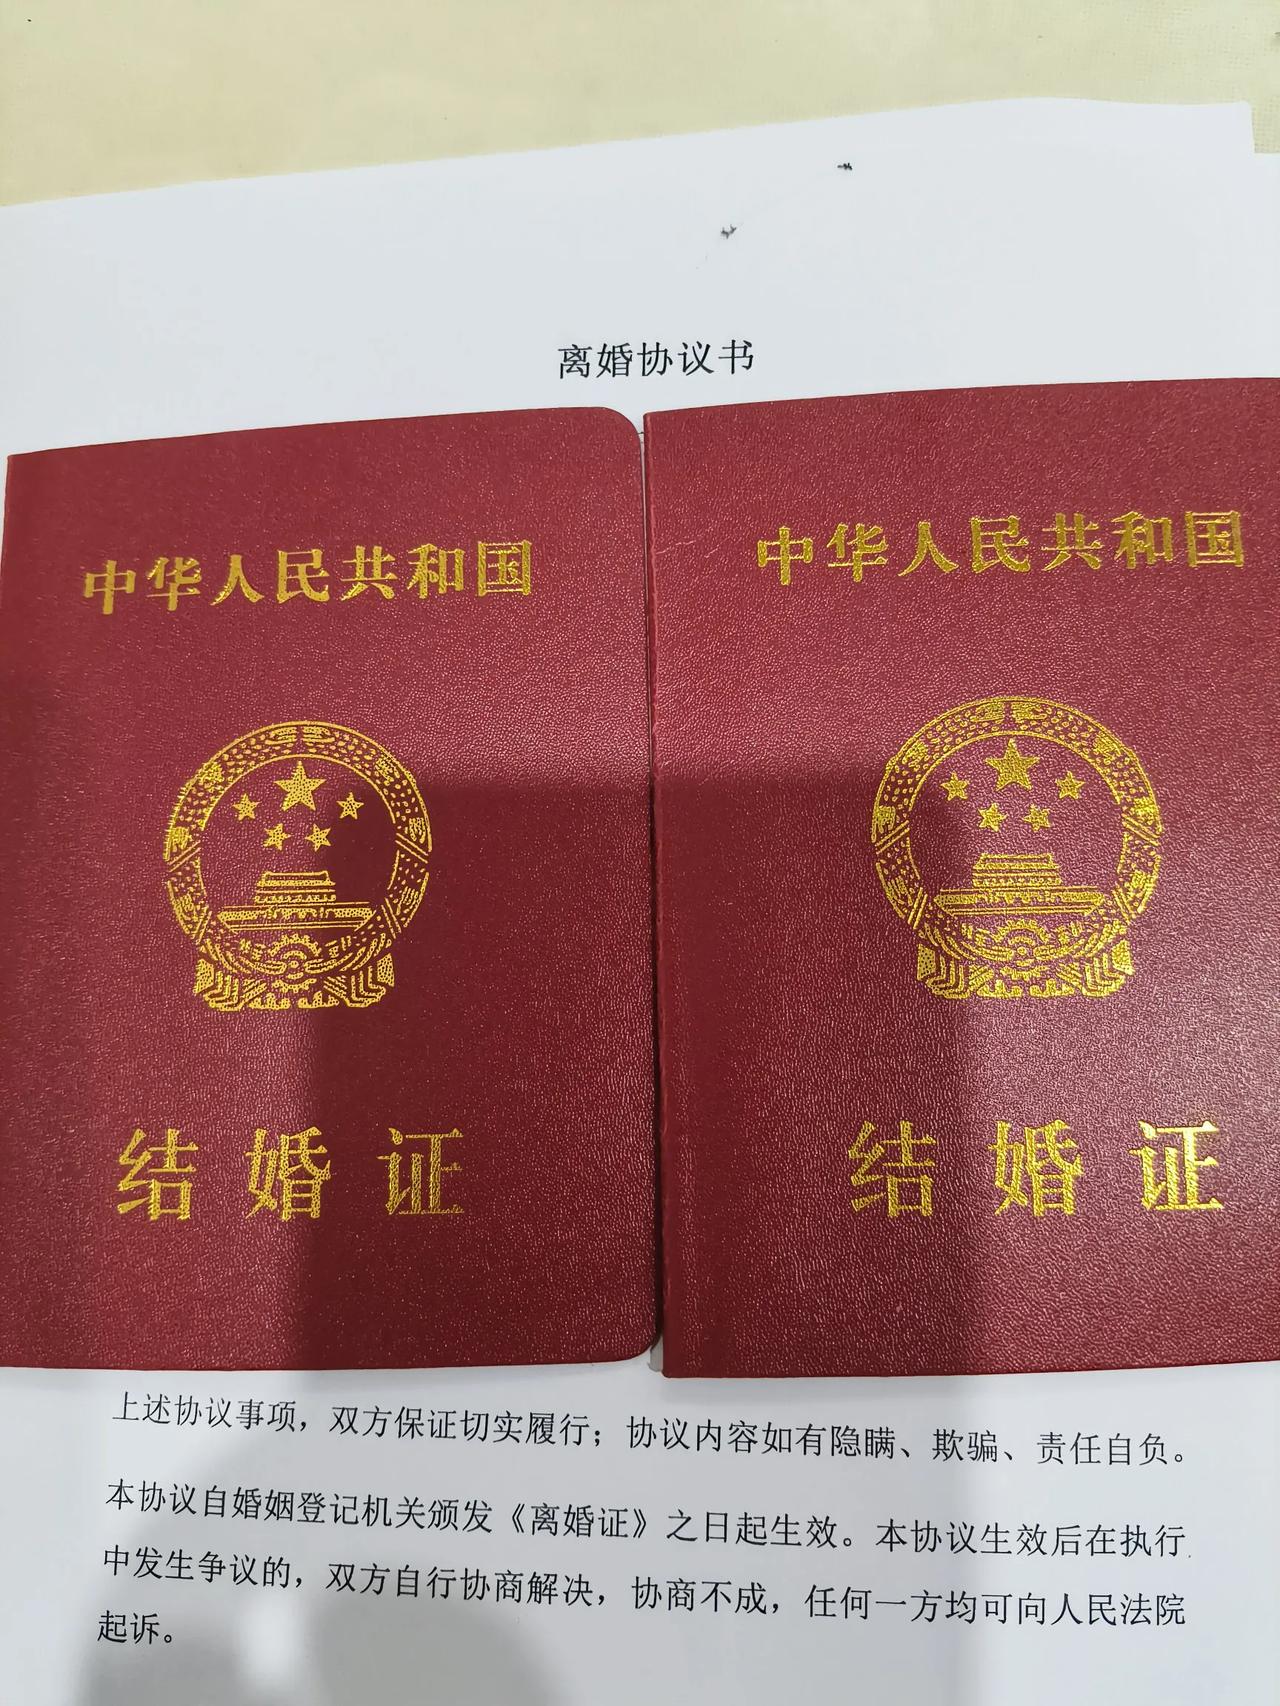 离婚协议书
中华人民共和国
结婚证
中华人民共和国
结婚证
上述协议事项，双方保证切实履行；协议内容如有隐瞒、欺骗、责任自负。
本协议自婚姻登记机关颁发《离婚证》之日起生效。本协议生效后在执行
中发生争议的，双方自行协商解决，协商不成，任何一方均可向人民法院
起诉。